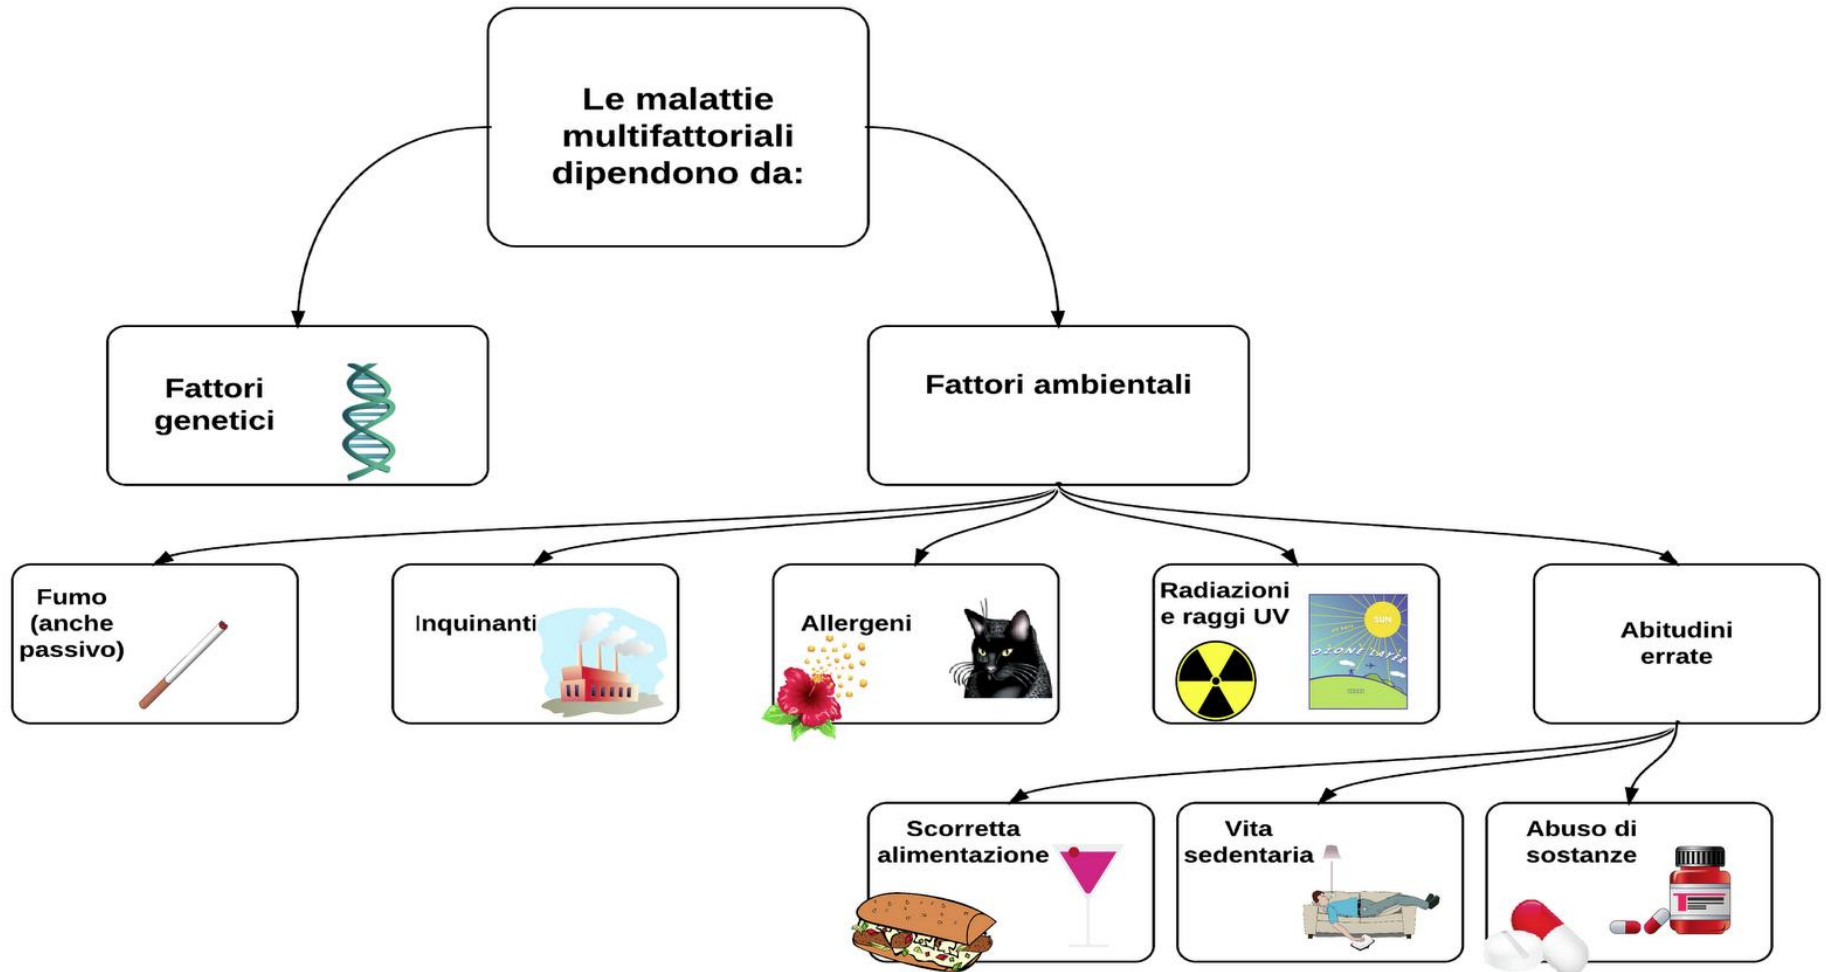 Le malattie
multifattoriali
dipendono da:
Fattori
genetici
Fattori ambientali
Fumo
(anche
passivo)
Inquinanti
Allergeni
Radiazioni
e raggi UV
SUN
OZONE LAYER
Abitudini
errate
Scorretta
alimentazione
Vita
sedentaria
Abuso di
sostanze